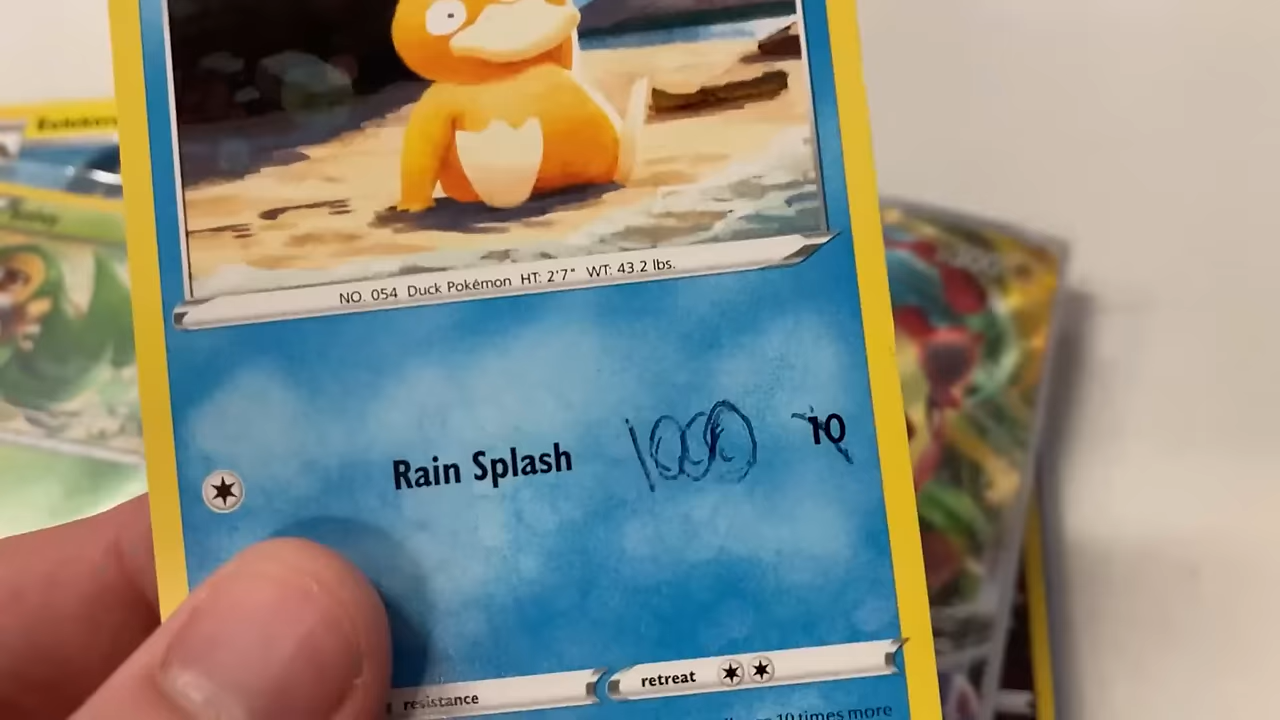 NO. 054 Duck Pokémon HT: 2'7" WT: 43.2 lbs.
Rain Splash 1000 10
resistance
retreat
10 times more